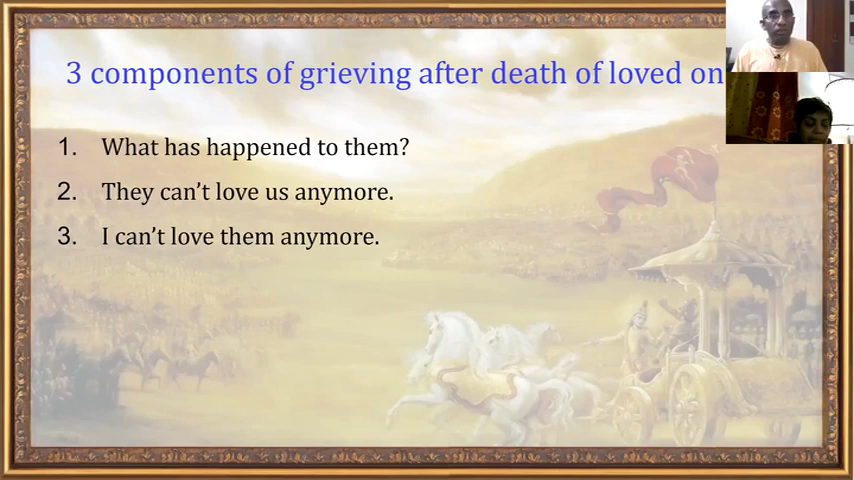 3 components of grieving after death of loved on
1. What has happened to them?
2. They can't love us anymore.
3. I can't love them anymore.